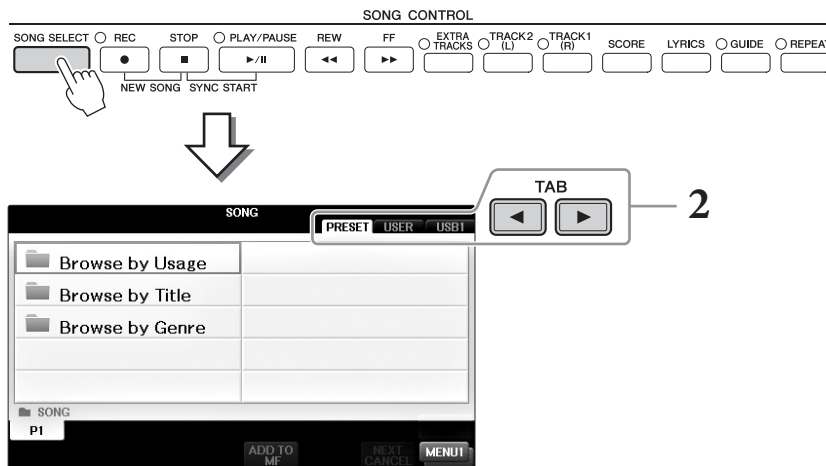 SONG CONTROL
SONG SELECT REC STOP PLAY/PAUSE REW FF EXTRA TRACKS TRACK2 (L) TRACK1 (R) SCORE LYRICS GUIDE REPEAT
NEW SONG SYNC START
TAB
2
SONG
PRESET USER USB1
Browse by Usage
Browse by Title
Browse by Genre
SONG
P1
ADD TO MF NEXT CANCEL MENU1